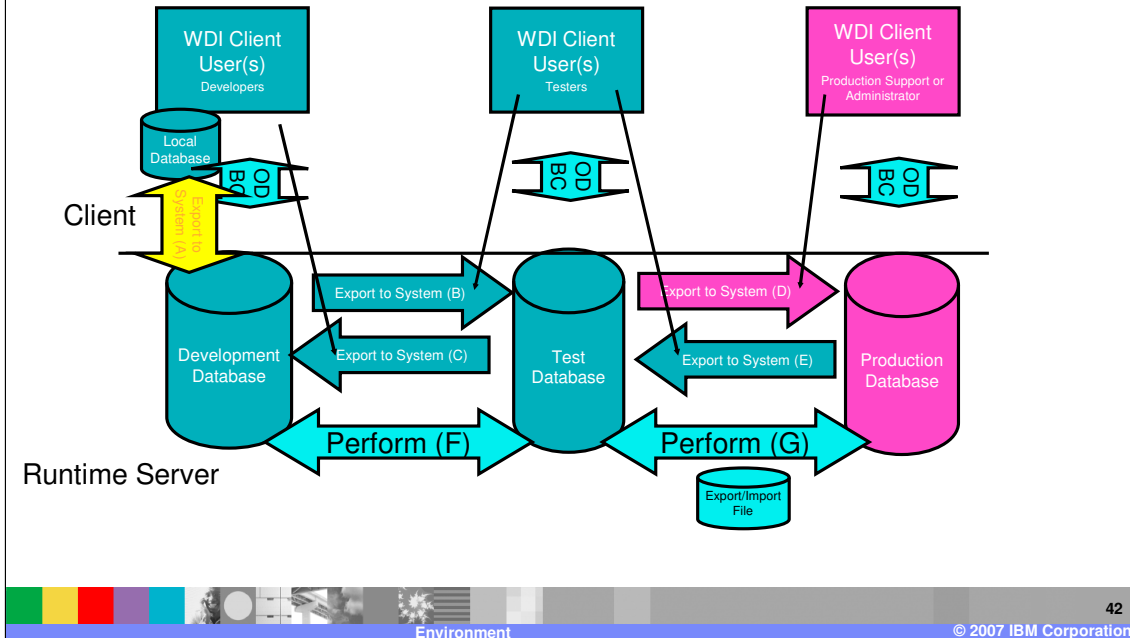 WDI Client
User(s)
Developers
WDI Client
User(s)
Testers
WDI Client
User(s)
Production Support or
Administrator
Local
Database
OD
BC
OD
BC
OD
BC
Client
Export to
System (A)
Export to System (B)
Export to System (D)
Export to System (C)
Export to System (E)
Development
Database
Test
Database
Production
Database
Perform (F)
Perform (G)
Runtime Server
Export/Import
File
42
Environment
© 2007 IBM Corporation